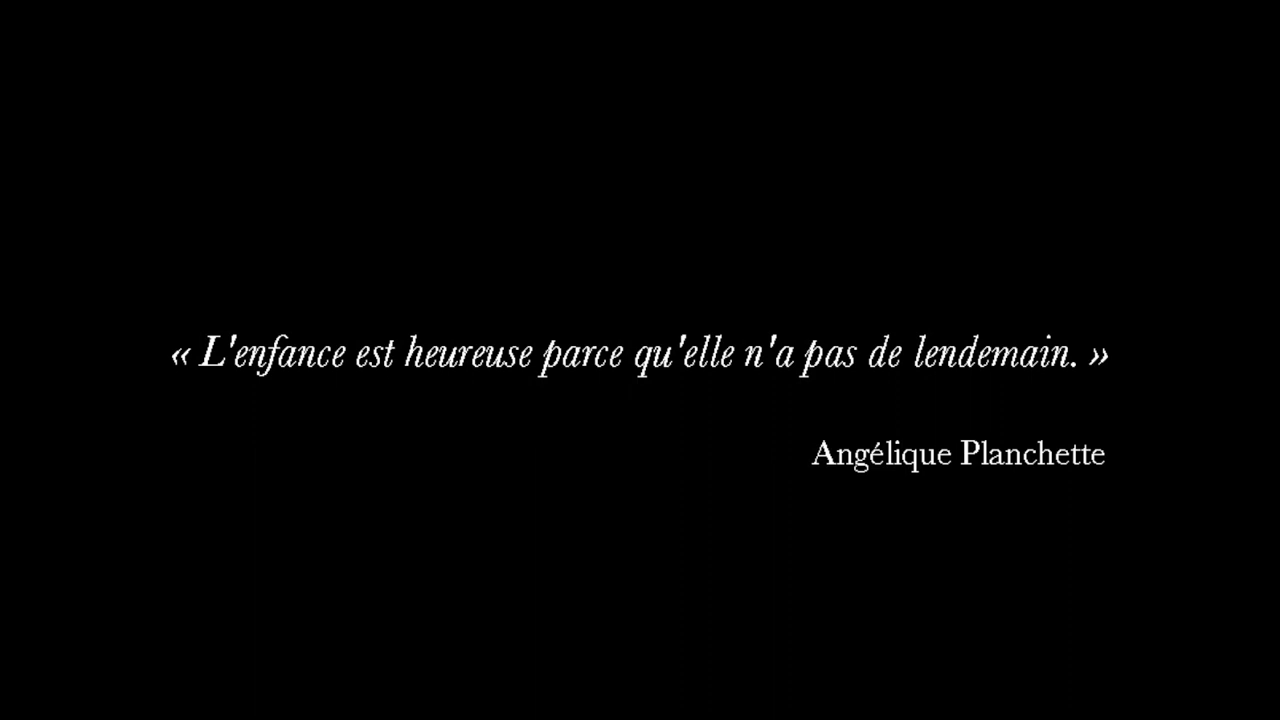 « L'enfance est heureuse parce qu'elle n'a pas de lendemain. »
Angélique Planchette